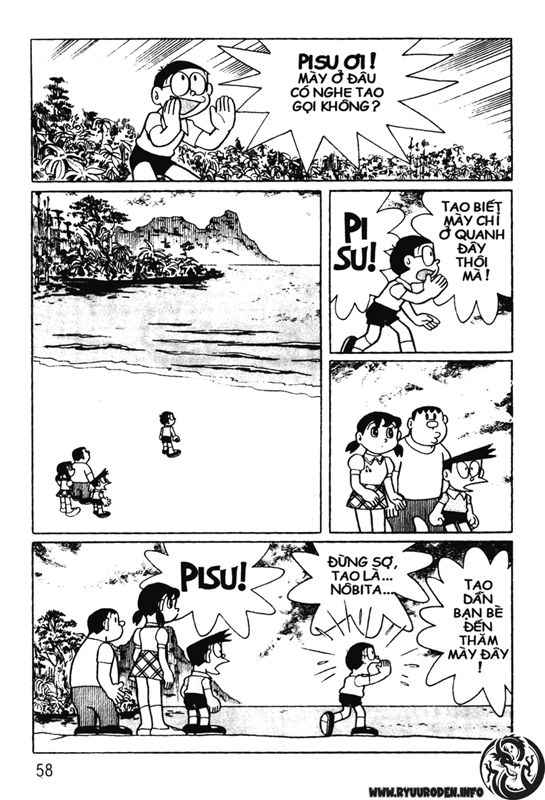 PISU ƠI!
MÀY Ở ĐÂU
CÓ NGHE TAO
GỌI KHÔNG?
PI
SU!
TAO BIẾT
MÀY CHỈ
Ở QUANH
ĐÂY
THÔI
MÀ!
PISU!
ĐỪNG SỢ,
TAO LÀ...
NÔBITA...
TAO
DẪN
BẠN BÈ
ĐẾN
THĂM
MÀY ĐÂY
!
58
WWW.RYUURODEN.INFO